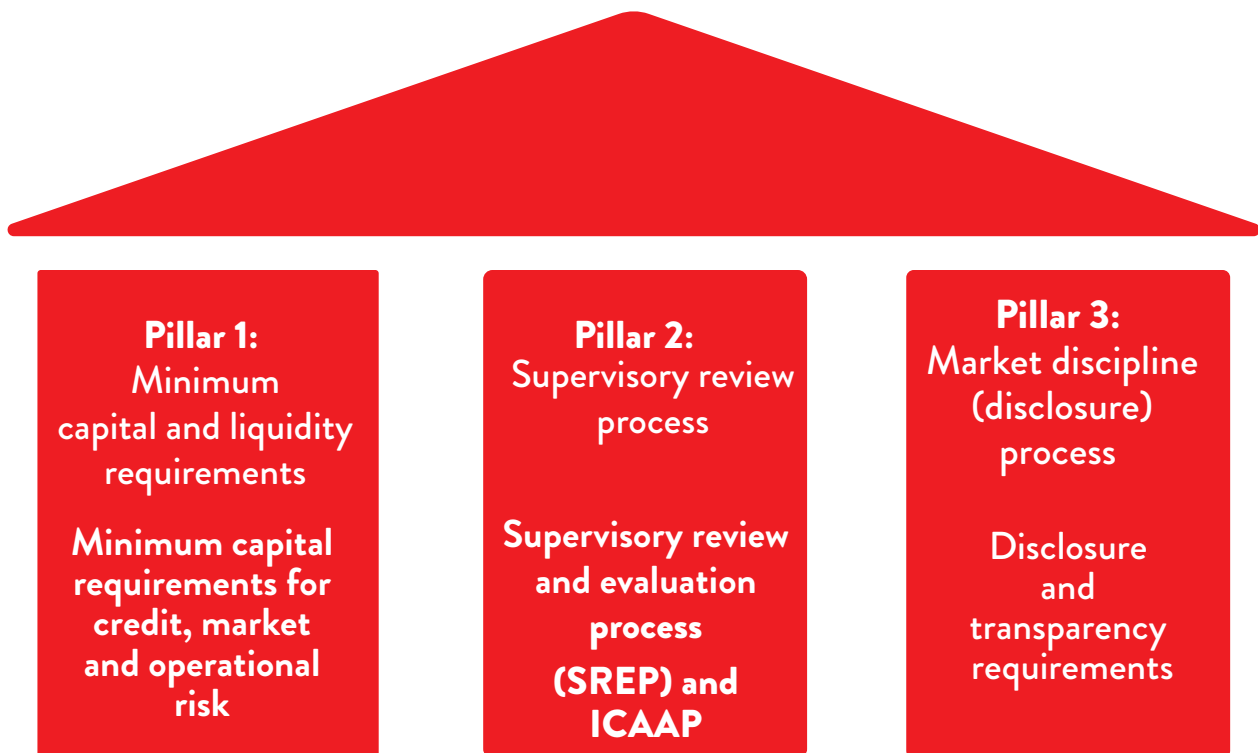 Pillar 1:
Minimum
capital and liquidity
requirements
Minimum capital
requirements for
credit, market
and operational
risk
Pillar 2:
Supervisory review
process
Supervisory review
and evaluation
process
(SREP) and
ICAAP
Pillar 3:
Market discipline
(disclosure)
process
Disclosure
and
transparency
requirements